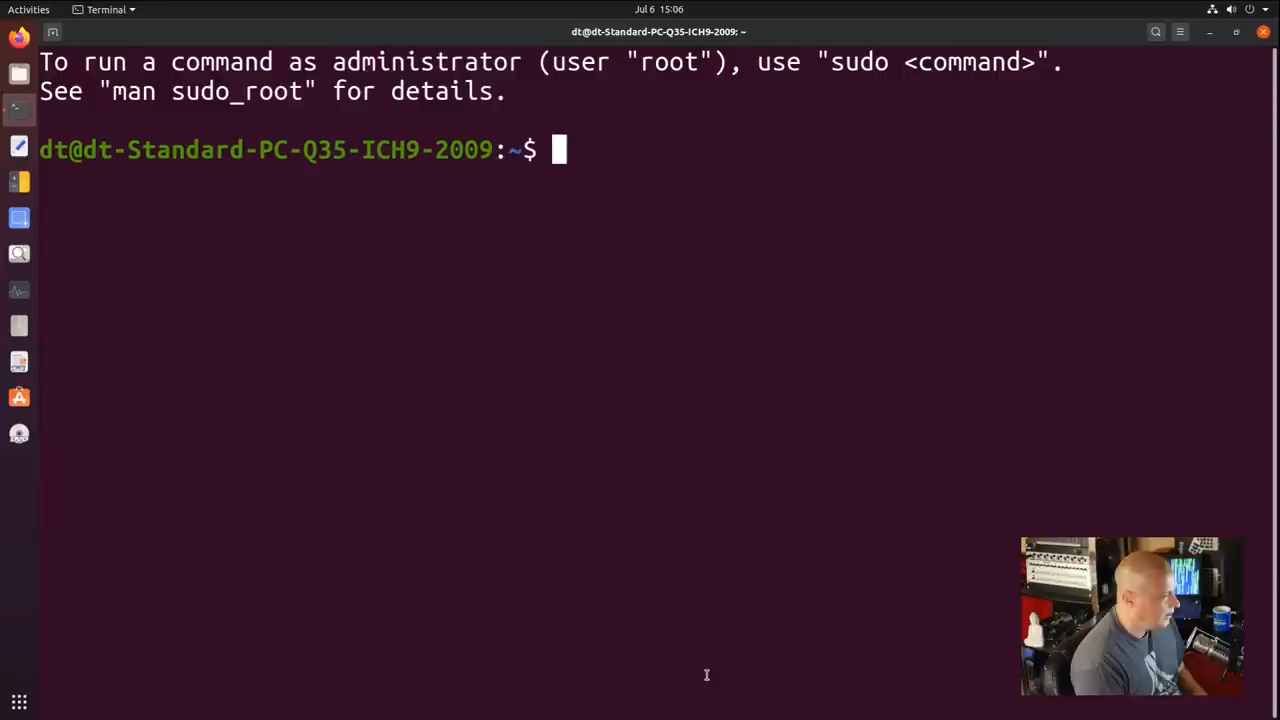 Activities
Terminal
Jul 6 15:06
dt@dt-Standard-PC-Q35-ICH9-2009: ~
To run a command as administrator (user "root"), use "sudo <command>".
See "man sudo_root" for details.
dt@dt-Standard-PC-Q35-ICH9-2009:~$